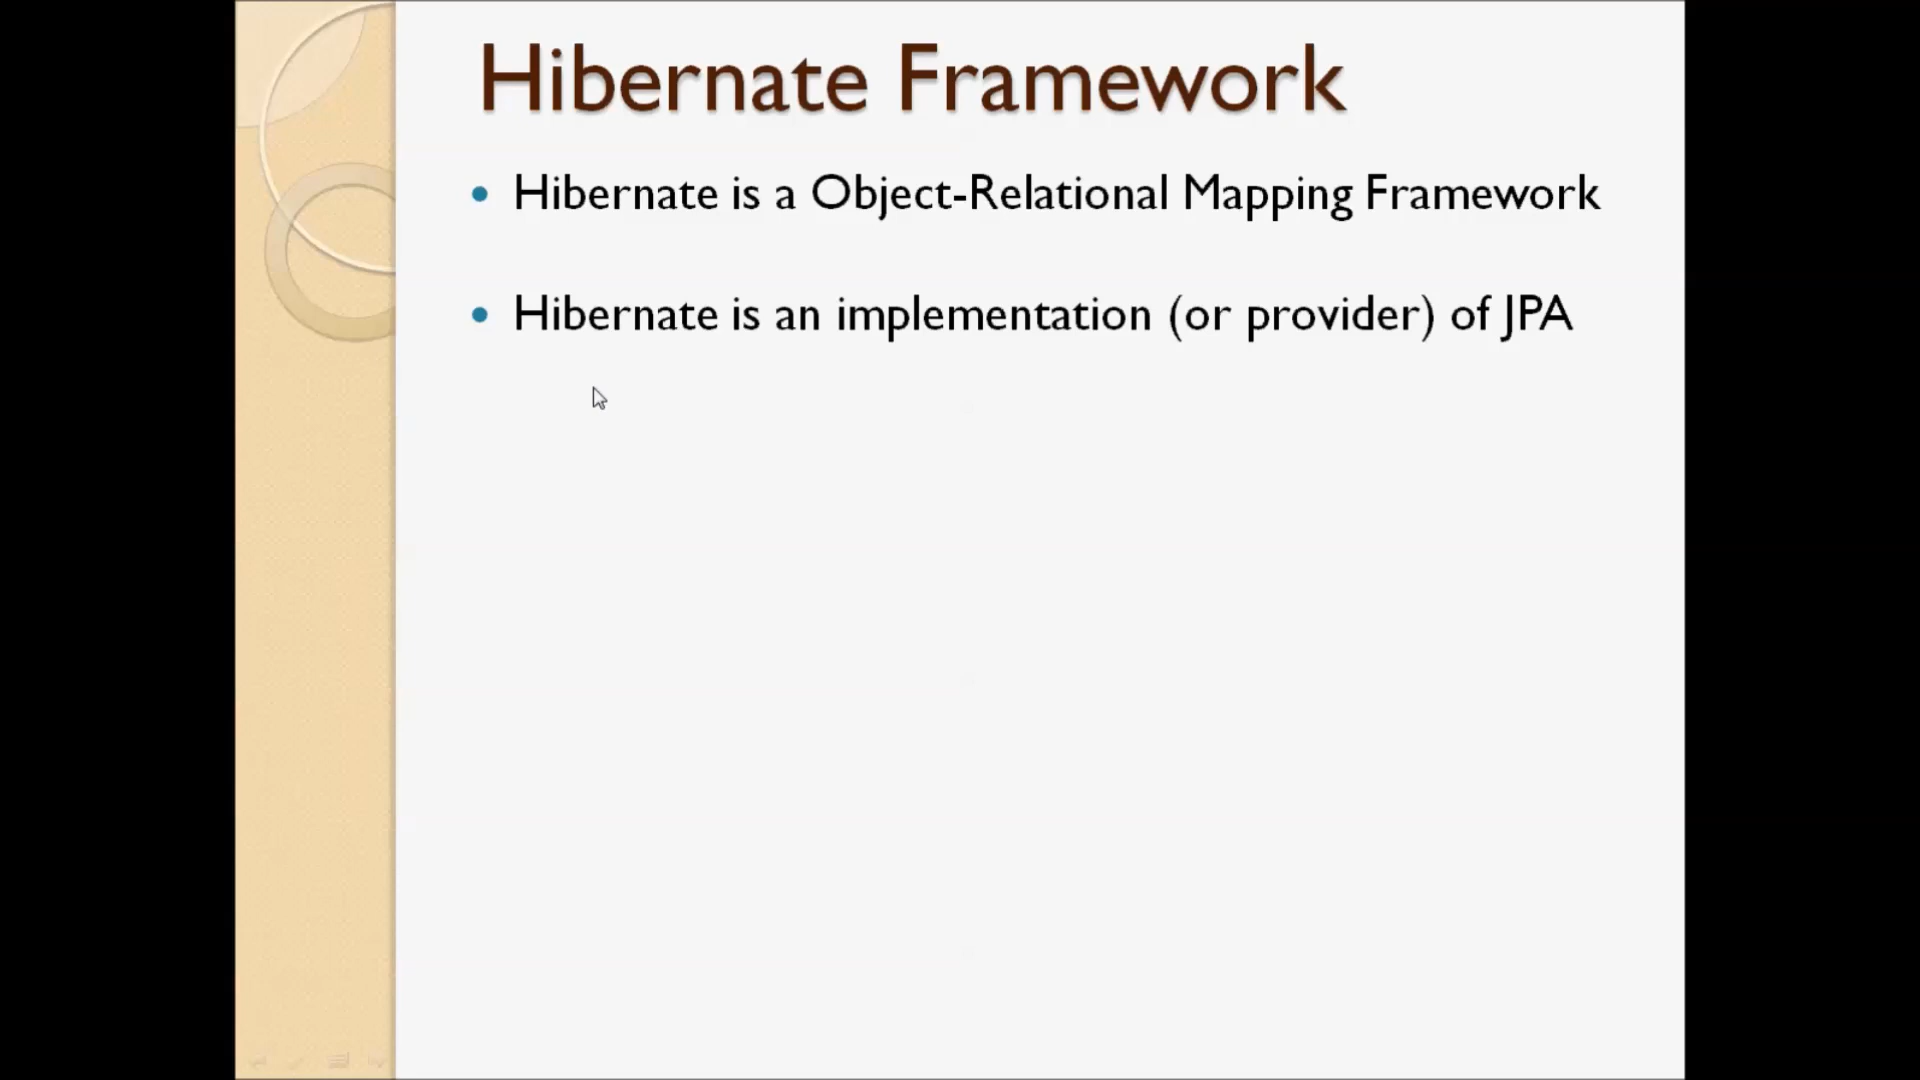 Hibernate Framework
• Hibernate is a Object-Relational Mapping Framework
• Hibernate is an implementation (or provider) of JPA